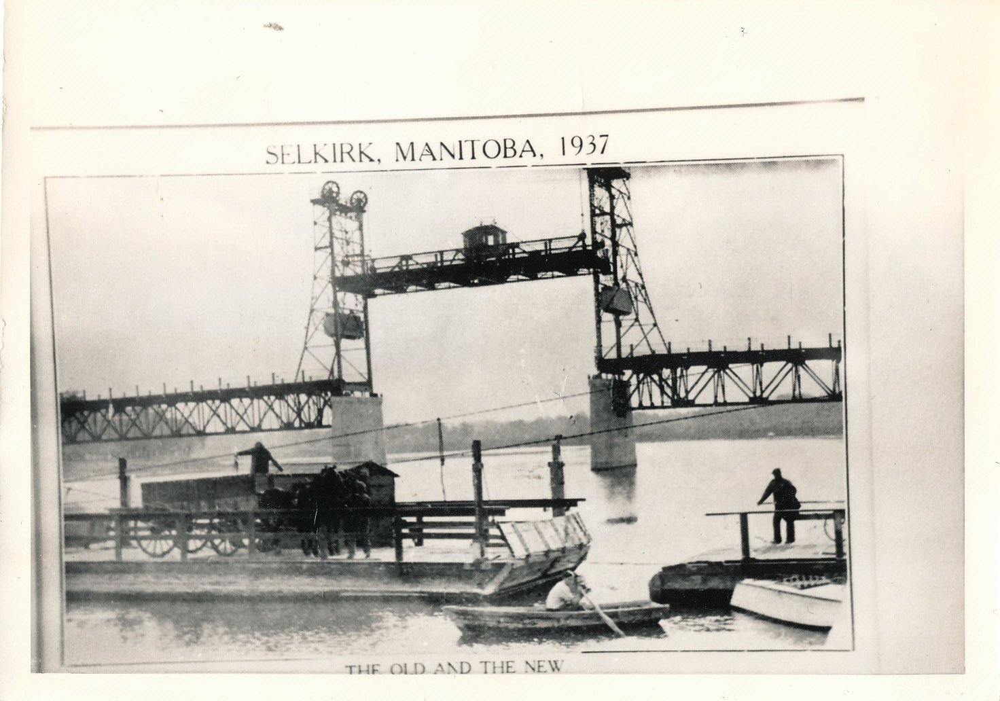 SELKIRK, MANITOBA, 1937
THE OLD AND THE NEW